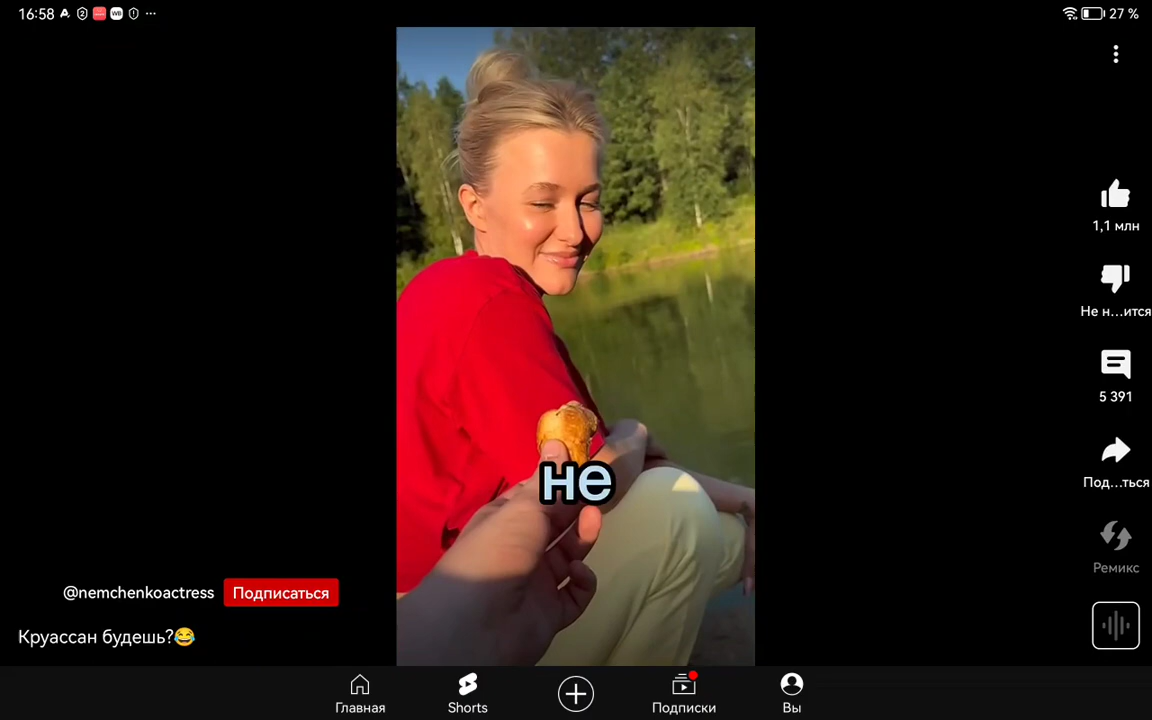 16:58
27 %
1,1 млн
Не н...ится
5 391
Под...ться
Ремикс
не
@nemchenkoactress Подписаться
Круассан будешь?😂
Главная Shorts Подписки Вы